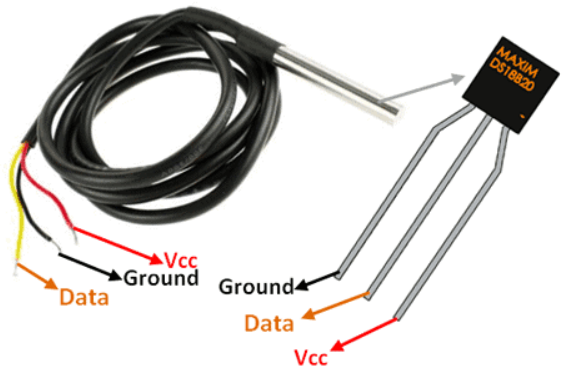 MAXIM
DS18B20
Vcc
Ground
Data
Ground
Data
Vcc